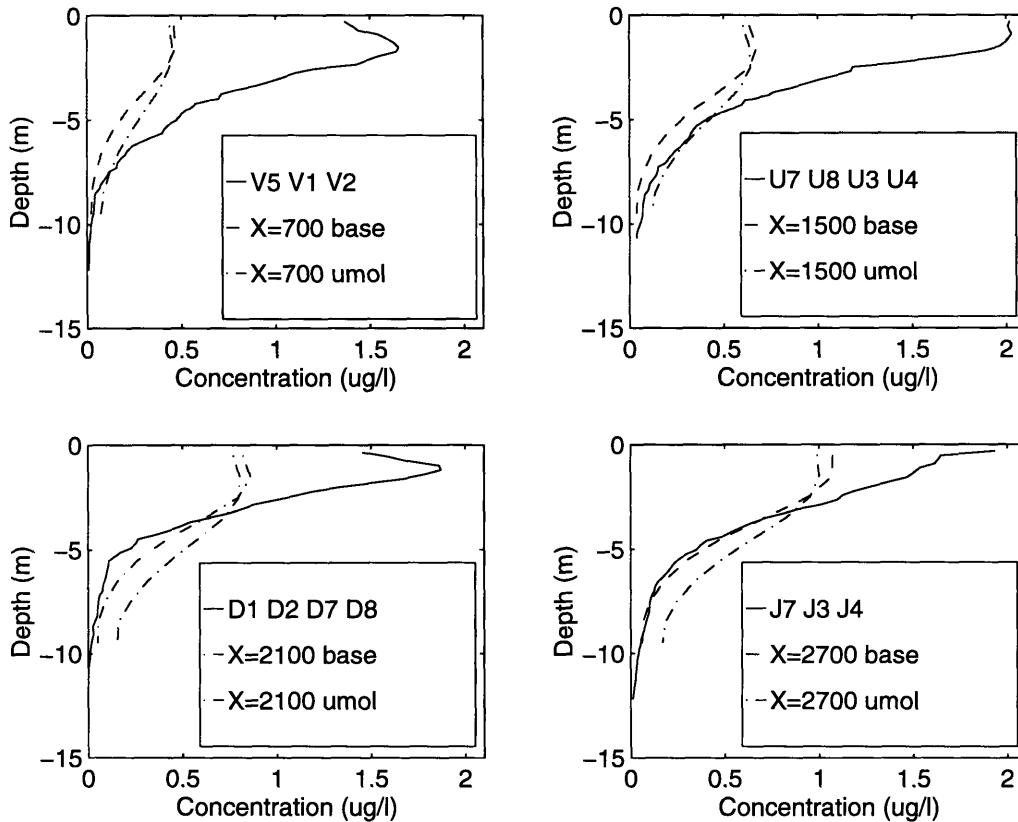 0
-5
-10
-15
Depth (m)
V5 V1 V2
X=700 base
X=700 umol
0 0.5 1 1.5 2
Concentration (ug/l)
0
-5
-10
-15
Depth (m)
U7 U8 U3 U4
X=1500 base
X=1500 umol
0 0.5 1 1.5 2
Concentration (ug/l)
0
-5
-10
-15
Depth (m)
D1 D2 D7 D8
X=2100 base
X=2100 umol
0 0.5 1 1.5 2
Concentration (ug/l)
0
-5
-10
-15
Depth (m)
J7 J3 J4
X=2700 base
X=2700 umol
0 0.5 1 1.5 2
Concentration (ug/l)